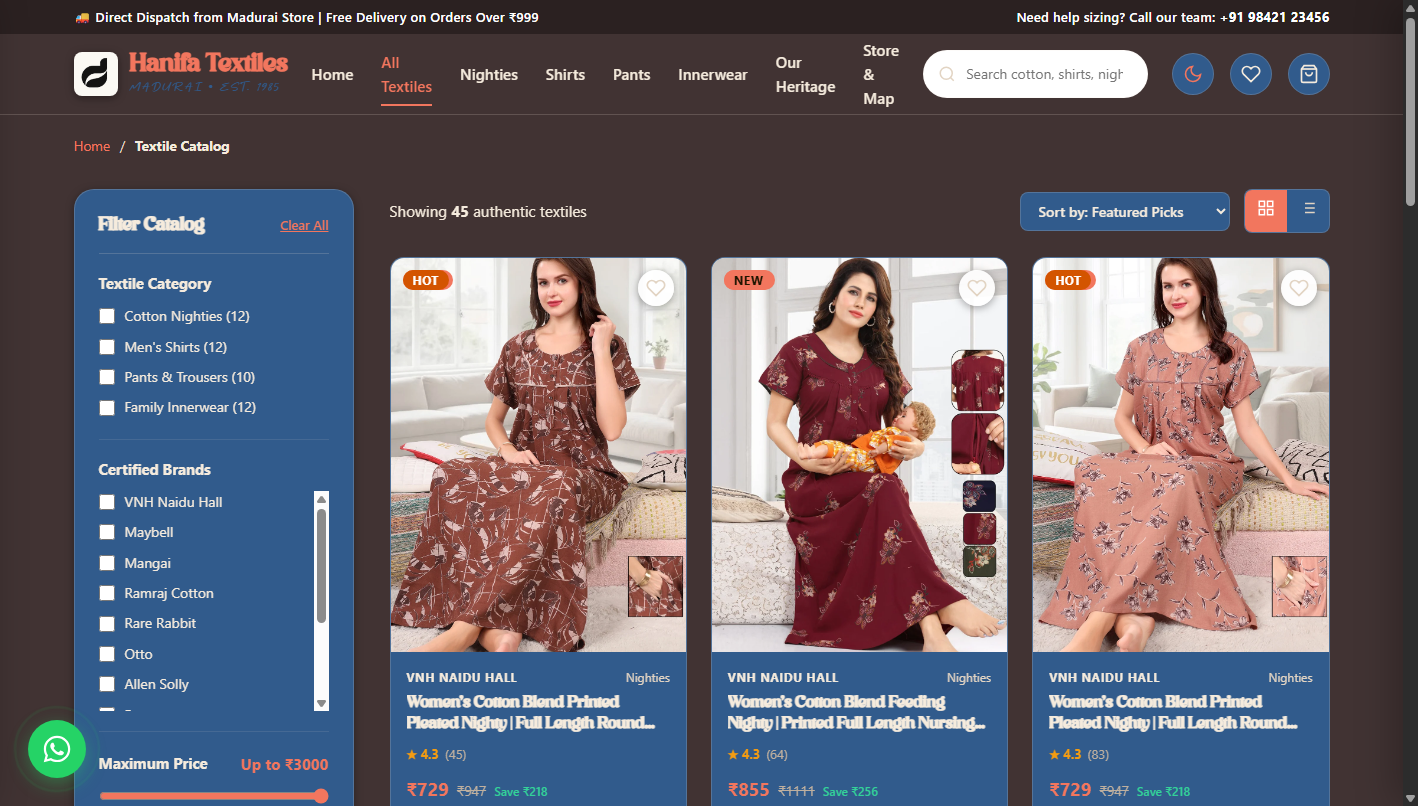 🚚 Direct Dispatch from Madurai Store | Free Delivery on Orders Over ₹999
Need help sizing? Call our team: +91 98421 23456
Hanifa Textiles
MADURAI • EST. 1985
Home
All Textiles
Nighties
Shirts
Pants
Innerwear
Our Heritage
Store & Map
Search cotton, shirts, nigh
Home / Textile Catalog
Filter Catalog
Clear All
Textile Category
Cotton Nighties (12)
Men's Shirts (12)
Pants & Trousers (10)
Family Innerwear (12)
Certified Brands
VNH Naidu Hall
Maybell
Mangai
Ramraj Cotton
Rare Rabbit
Otto
Allen Solly
Maximum Price
Up to ₹3000
Showing 45 authentic textiles
Sort by: Featured Picks
HOT
VNH NAIDU HALL
Nighties
Women's Cotton Blend Printed
Pleated Nighty | Full Length Round...
★ 4.3 (45)
₹729 ₹947 Save ₹218
NEW
VNH NAIDU HALL
Nighties
Women's Cotton Blend Feeding
Nighty | Printed Full Length Nursing...
★ 4.3 (64)
₹855 ₹1111 Save ₹256
HOT
VNH NAIDU HALL
Nighties
Women's Cotton Blend Printed
Pleated Nighty | Full Length Round...
★ 4.3 (83)
₹729 ₹947 Save ₹218